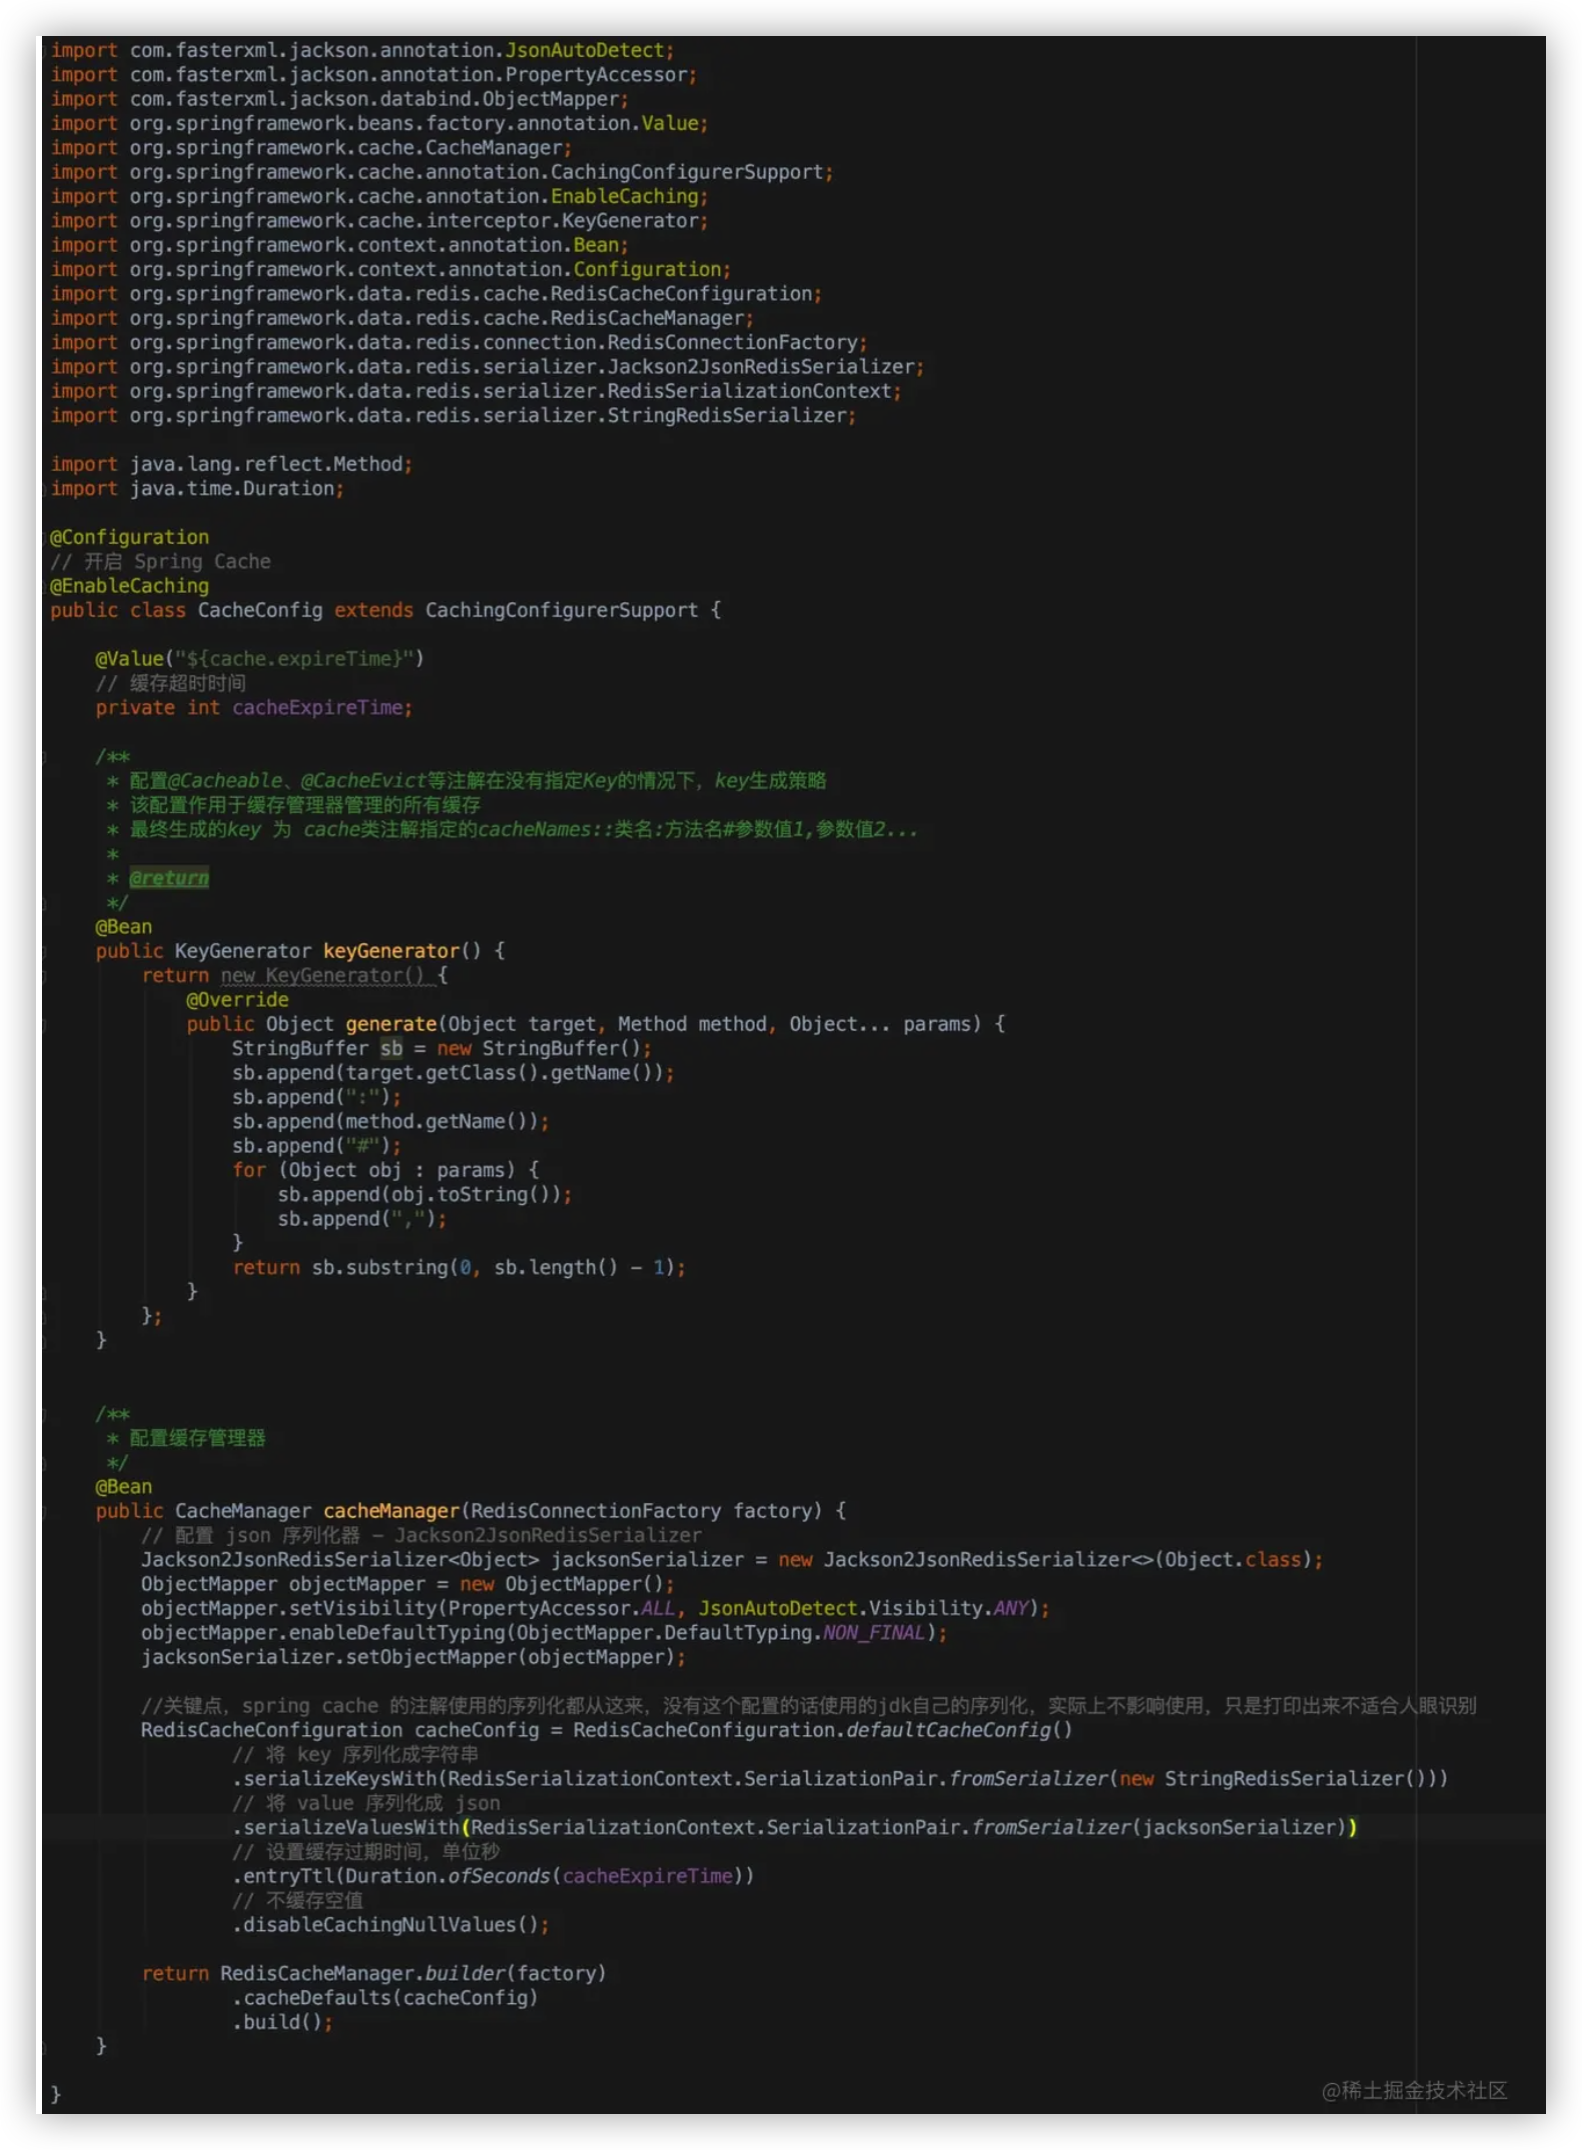 import com.fasterxml.jackson.annotation.JsonAutoDetect;
import com.fasterxml.jackson.annotation.PropertyAccessor;
import com.fasterxml.jackson.databind.ObjectMapper;
import org.springframework.beans.factory.annotation.Value;
import org.springframework.cache.CacheManager;
import org.springframework.cache.annotation.CachingConfigurerSupport;
import org.springframework.cache.annotation.EnableCaching;
import org.springframework.cache.interceptor.KeyGenerator;
import org.springframework.context.annotation.Bean;
import org.springframework.context.annotation.Configuration;
import org.springframework.data.redis.cache.RedisCacheConfiguration;
import org.springframework.data.redis.cache.RedisCacheManager;
import org.springframework.data.redis.connection.RedisConnectionFactory;
import org.springframework.data.redis.serializer.Jackson2JsonRedisSerializer;
import org.springframework.data.redis.serializer.RedisSerializationContext;
import org.springframework.data.redis.serializer.StringRedisSerializer;

import java.lang.reflect.Method;
import java.time.Duration;

@Configuration
// 开启 Spring Cache
@EnableCaching
public class CacheConfig extends CachingConfigurerSupport {

    @Value("${cache.expireTime}")
    // 缓存超时时间
    private int cacheExpireTime;

    /**
     * 配置@Cacheable、@CacheEvict等注解在没有指定Key的情况下，key生成策略
     * 该配置作用于缓存管理器管理的所有缓存
     * 最终生成的key 为 cache类注解指定的cacheNames::类名:方法名#参数值1,参数值2...
     *
     * @return
     */
    @Bean
    public KeyGenerator keyGenerator() {
        return new KeyGenerator() {
            @Override
            public Object generate(Object target, Method method, Object... params) {
                StringBuffer sb = new StringBuffer();
                sb.append(target.getClass().getName());
                sb.append(":");
                sb.append(method.getName());
                sb.append("#");
                for (Object obj : params) {
                    sb.append(obj.toString());
                    sb.append(",");
                }
                return sb.substring(0, sb.length() - 1);
            }
        };
    }

    /**
     * 配置缓存管理器
     */
    @Bean
    public CacheManager cacheManager(RedisConnectionFactory factory) {
        // 配置 json 序列化器 - Jackson2JsonRedisSerializer
        Jackson2JsonRedisSerializer<Object> jacksonSerializer = new Jackson2JsonRedisSerializer<>(Object.class);
        ObjectMapper objectMapper = new ObjectMapper();
        objectMapper.setVisibility(PropertyAccessor.ALL, JsonAutoDetect.Visibility.ANY);
        objectMapper.enableDefaultTyping(ObjectMapper.DefaultTyping.NON_FINAL);
        jacksonSerializer.setObjectMapper(objectMapper);

        //关键点，spring cache 的注解使用的序列化都从这来，没有这个配置的话使用的jdk自己的序列化，实际上不影响使用，只是打印出来不适合人眼识别
        RedisCacheConfiguration cacheConfig = RedisCacheConfiguration.defaultCacheConfig()
                // 将 key 序列化成字符串
                .serializeKeysWith(RedisSerializationContext.SerializationPair.fromSerializer(new StringRedisSerializer()))
                // 将 value 序列化成 json
                .serializeValuesWith(RedisSerializationContext.SerializationPair.fromSerializer(jacksonSerializer))
                // 设置缓存过期时间，单位秒
                .entryTtl(Duration.ofSeconds(cacheExpireTime))
                // 不缓存空值
                .disableCachingNullValues();

        return RedisCacheManager.builder(factory)
                .cacheDefaults(cacheConfig)
                .build();
    }

}
@稀土掘金技术社区